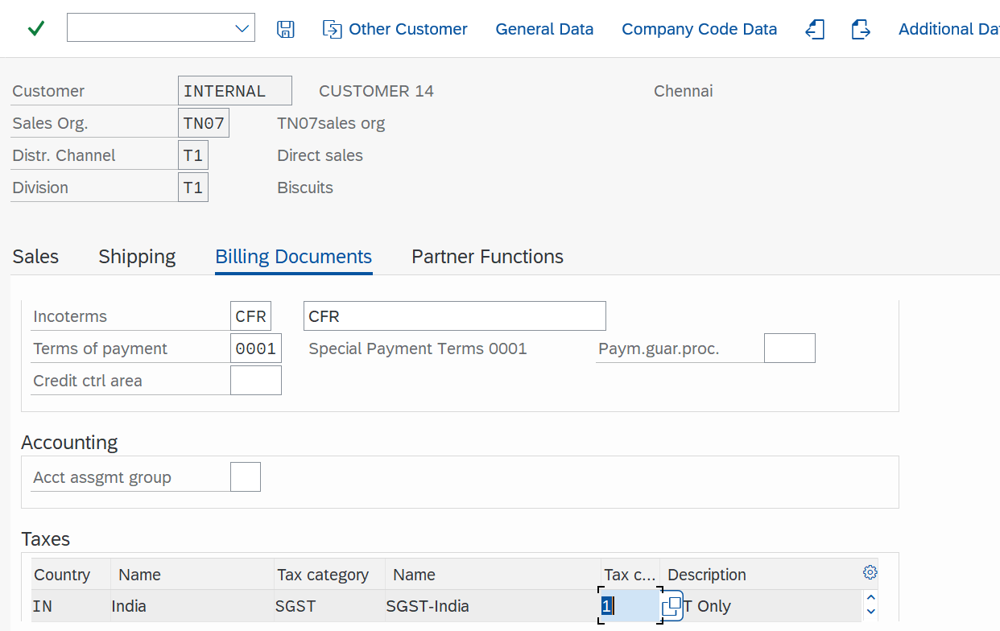 Other Customer General Data Company Code Data Additional Dat
Customer INTERNAL CUSTOMER 14 Chennai
Sales Org. TN07 TN07sales org
Distr. Channel T1 Direct sales
Division T1 Biscuits
Sales Shipping Billing Documents Partner Functions
Incoterms CFR CFR
Terms of payment 0001 Special Payment Terms 0001 Paym.guar.proc.
Credit ctrl area
Accounting
Acct assgmt group
Taxes
Country Name Tax category Name Tax c... Description
IN India SGST SGST-India 1 T Only